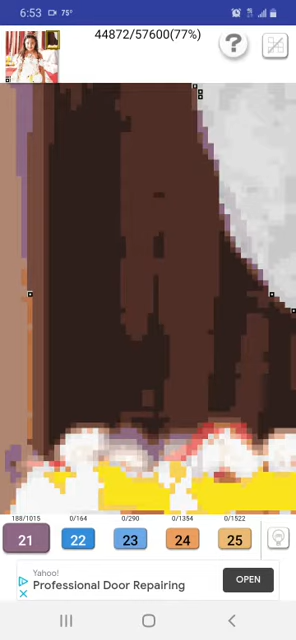 6:53 75°
44872/57600(77%)
?
188/1015 0/164 0/290 0/1354 0/1522
21 22 23 24 25
Yahoo!
Professional Door Repairing
OPEN